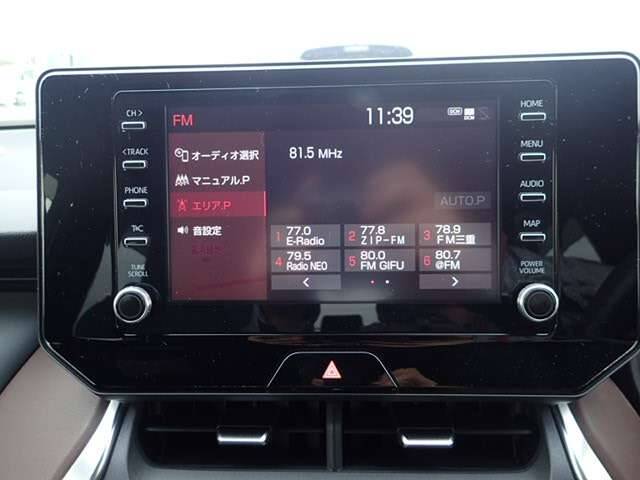 CH>
<TRACK
PHONE
TUNE
SCROLL
FM
11:39
DCM
DCM
オーディオ選択
マニュアル.P
エリア.P
音設定
81.5 MHz
AUTO.P
1 77.0
E-Radio
2 77.8
ZIP-FM
3 78.9
FM三重
4 79.5
Radio NEO
5 80.0
FM GIFU
6 80.7
@FM
<
>
HOME
MENU
AUDIO
MAP
POWER
VOLUME